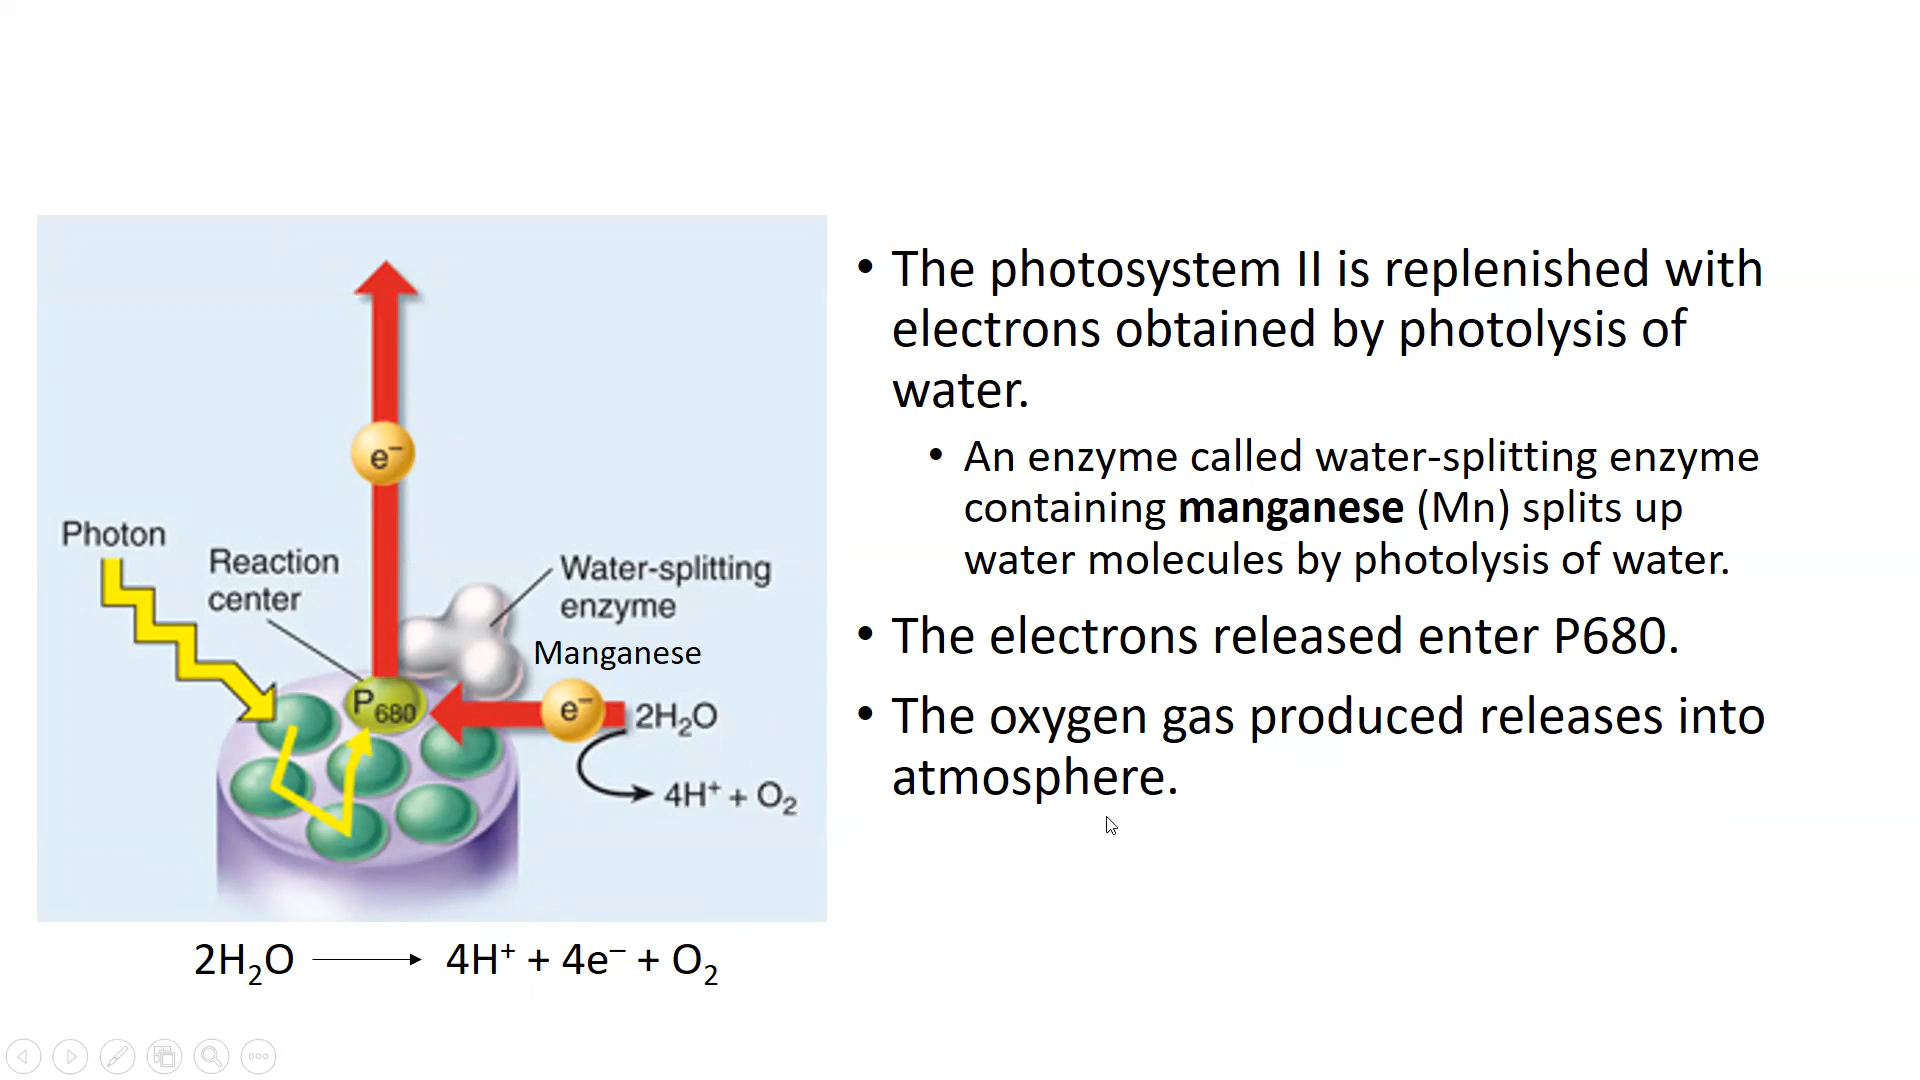 • The photosystem II is replenished with
electrons obtained by photolysis of
water.
• An enzyme called water-splitting enzyme
containing manganese (Mn) splits up
water molecules by photolysis of water.
• The electrons released enter P680.
• The oxygen gas produced releases into
atmosphere.
Photon
Reaction
center
Water-splitting
enzyme
Manganese
e⁻
P₆₈₀
e⁻
2H₂O
4H⁺ + O₂
2H₂O ⟶ 4H⁺ + 4e⁻ + O₂